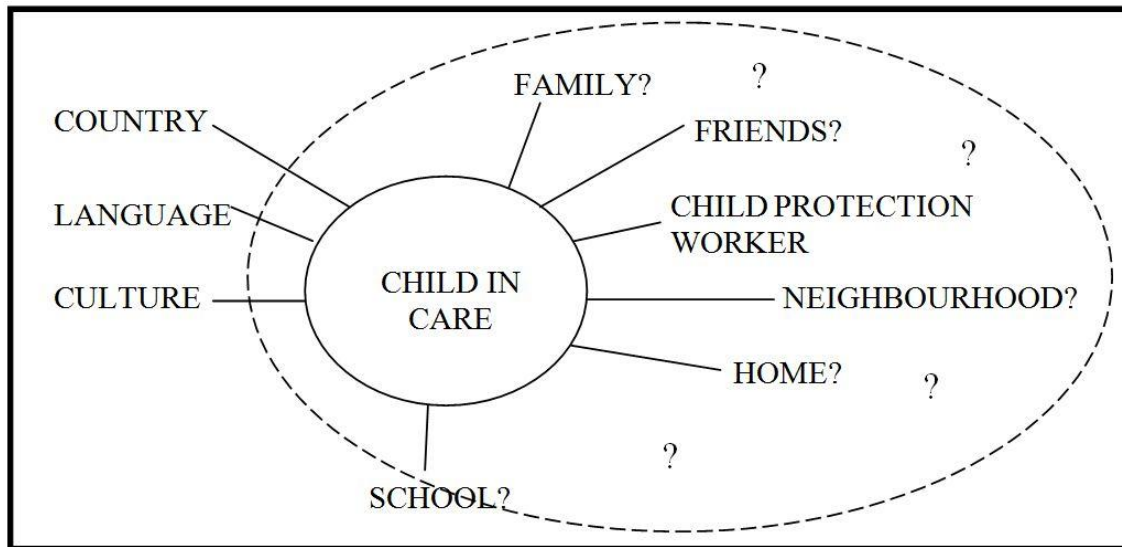 FAMILY?
?
COUNTRY
FRIENDS?
?
LANGUAGE
CHILD PROTECTION
WORKER
CHILD IN
CARE
CULTURE
NEIGHBOURHOOD?
HOME?
?
?
SCHOOL?